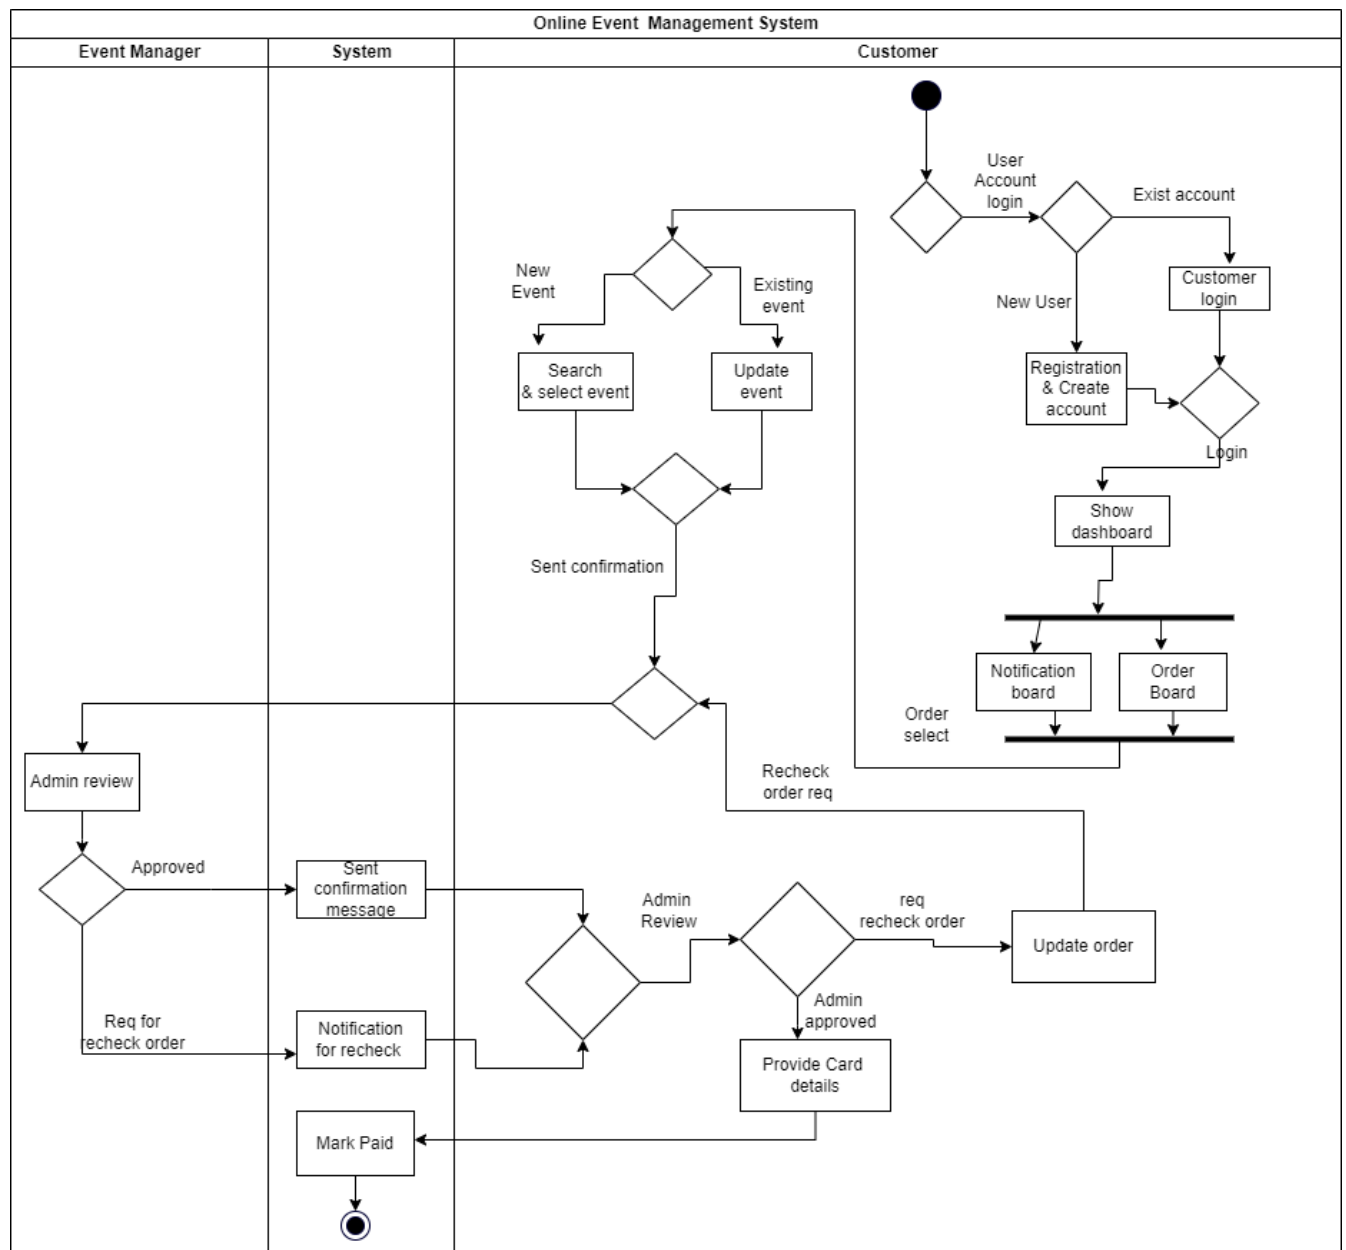 Online Event Management System
Event Manager
System
Customer
User
Account
login
Exist account
New
Event
Existing
event
Customer
login
New User
Search
& select event
Update
event
Registration
& Create
account
Login
Show
dashboard
Sent confirmation
Notification
board
Order
Board
Order
select
Admin review
Recheck
order req
Approved
Sent
confirmation
message
Admin
Review
req
recheck order
Update order
Req for
recheck order
Notification
for recheck
Admin
approved
Provide Card
details
Mark Paid